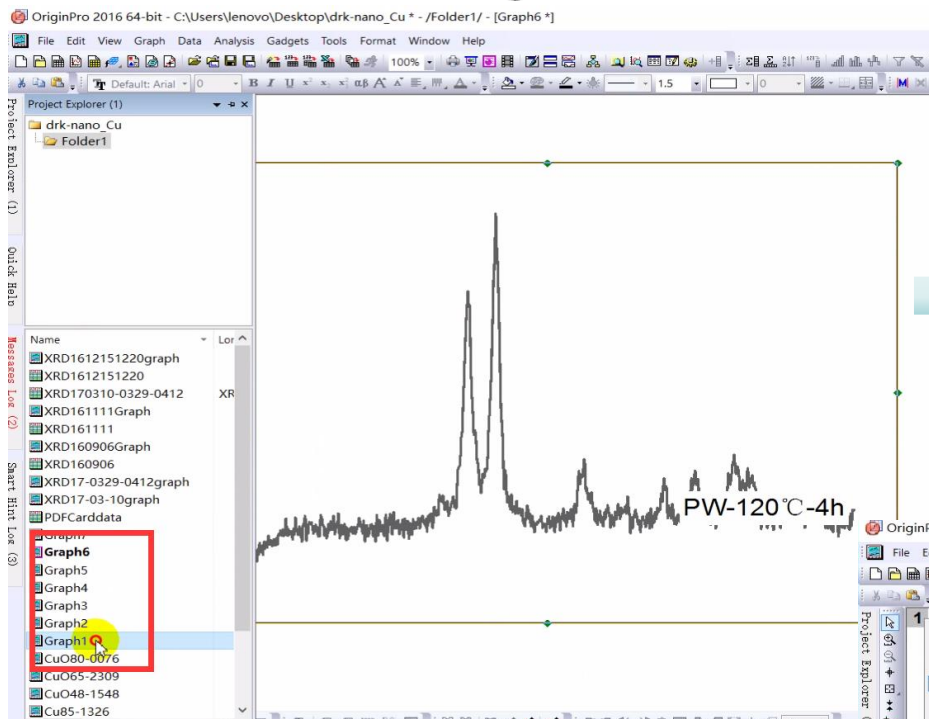 OriginPro 2016 64-bit - C:\Users\lenovo\Desktop\drk-nano_Cu * - /Folder1/ - [Graph6 *]
File Edit View Graph Data Analysis Gadgets Tools Format Window Help
100%
Default: Arial 0 B I U 1.5 0
Project Explorer (1)
drk-nano_Cu
Folder1
Project Explorer (1)
Quick Help
Messages Log (2)
Smart Hint Log (3)
Name Lor
XRD1612151220graph
XRD1612151220
XRD170310-0329-0412 XR
XRD161111Graph
XRD161111
XRD160906Graph
XRD160906
XRD17-0329-0412graph
XRD17-03-10graph
PDFCarddata
Graph7
Graph6
Graph5
Graph4
Graph3
Graph2
Graph1
CuO80-0076
CuO65-2309
CuO48-1548
Cu85-1326
PW-120℃-4h
OriginP
File E
Project Explorer
1